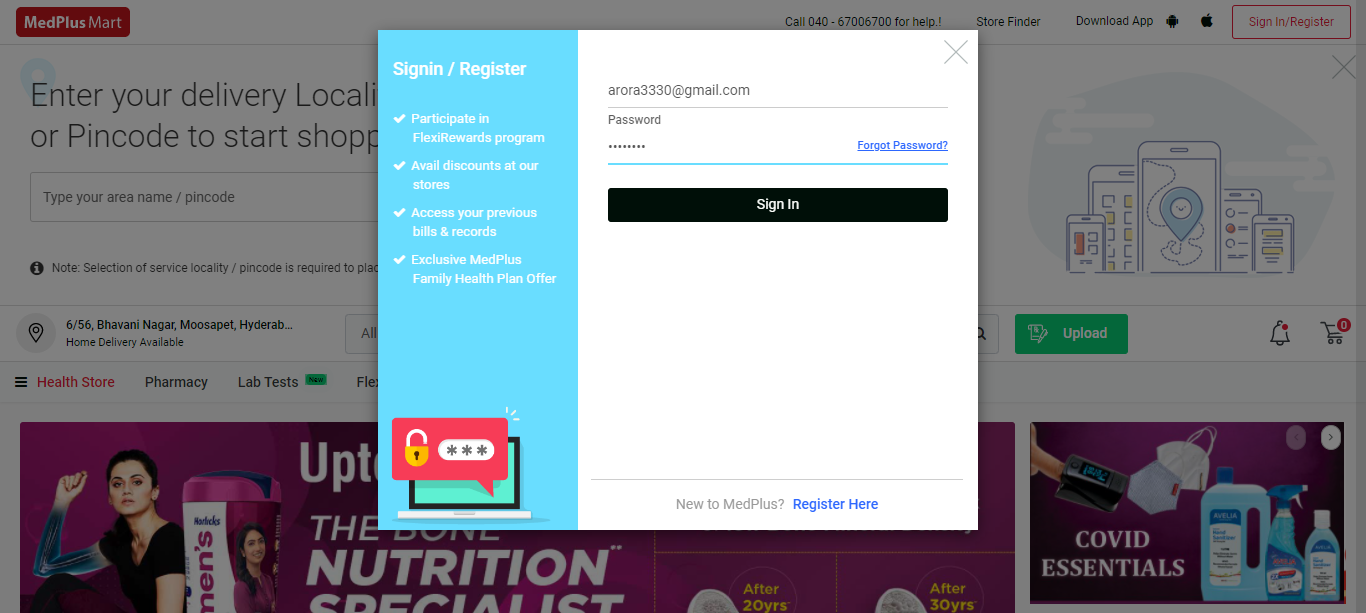 MedPlus Mart
Call 040 - 67006700 for help.!
Store Finder
Download App
Sign In/Register
Enter your delivery Locali
or Pincode to start shopp
Type your area name / pincode
Note: Selection of service locality / pincode is required to plac
Signin / Register
Participate in
FlexiRewards program
Avail discounts at our
stores
Access your previous
bills & records
Exclusive MedPlus
Family Health Plan Offer
***
arora3330@gmail.com
Password
••••••••
Forgot Password?
Sign In
New to MedPlus? Register Here
6/56, Bhavani Nagar, Moosapet, Hyderab...
Home Delivery Available
All
Upload
0
Health Store
Pharmacy
Lab Tests
New
Flex
Upto
Horlicks
women's
THE BONE
NUTRITION
SPECIALIST
After
20yrs
After
30yrs
COVID
ESSENTIALS
AVELIA
Hand
Sanitizer